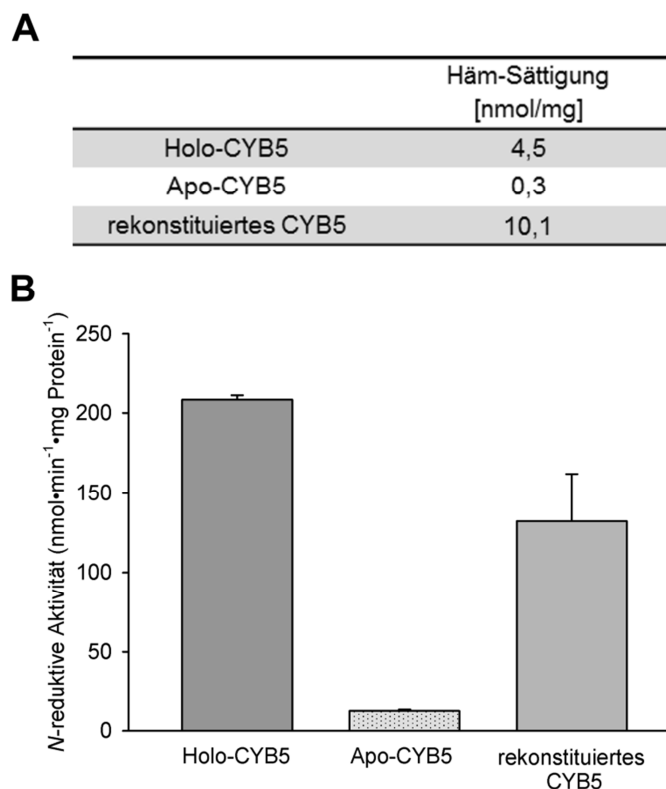 A
Häm-Sättigung
[nmol/mg]
Holo-CYB5 4,5
Apo-CYB5 0,3
rekonstituiertes CYB5 10,1
B
N-reduktive Aktivität (nmol•min⁻¹•mg Protein⁻¹)
250
200
150
100
50
0
Holo-CYB5 Apo-CYB5 rekonstituiertes
CYB5